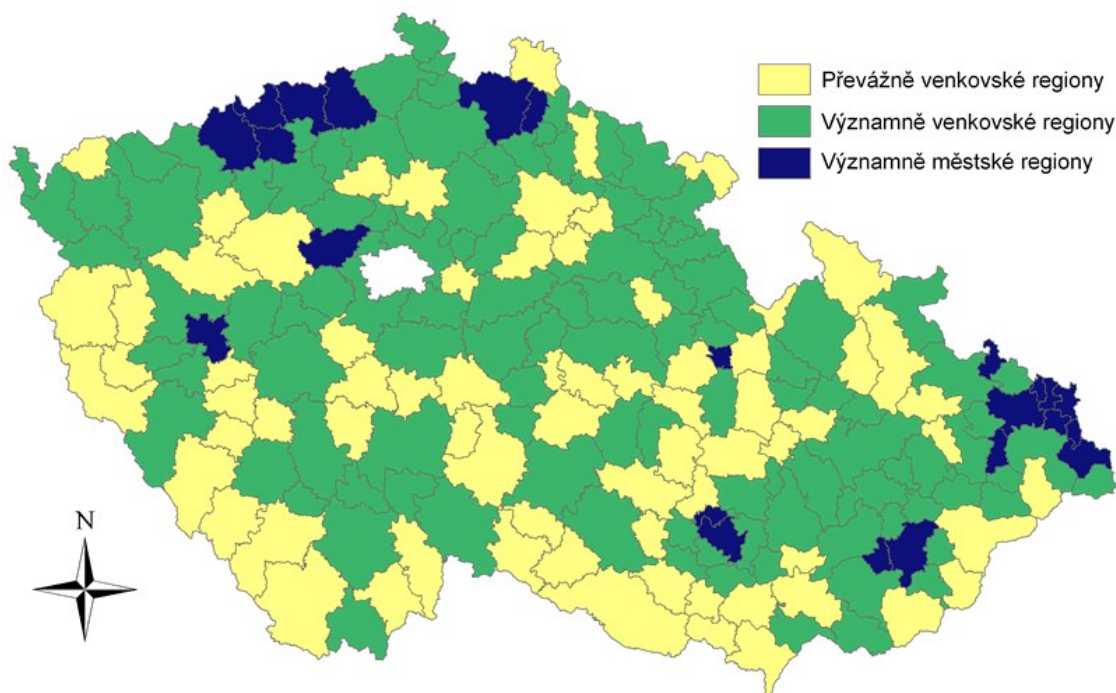 Převážně venkovské regiony
Významně venkovské regiony
Významně městské regiony
N